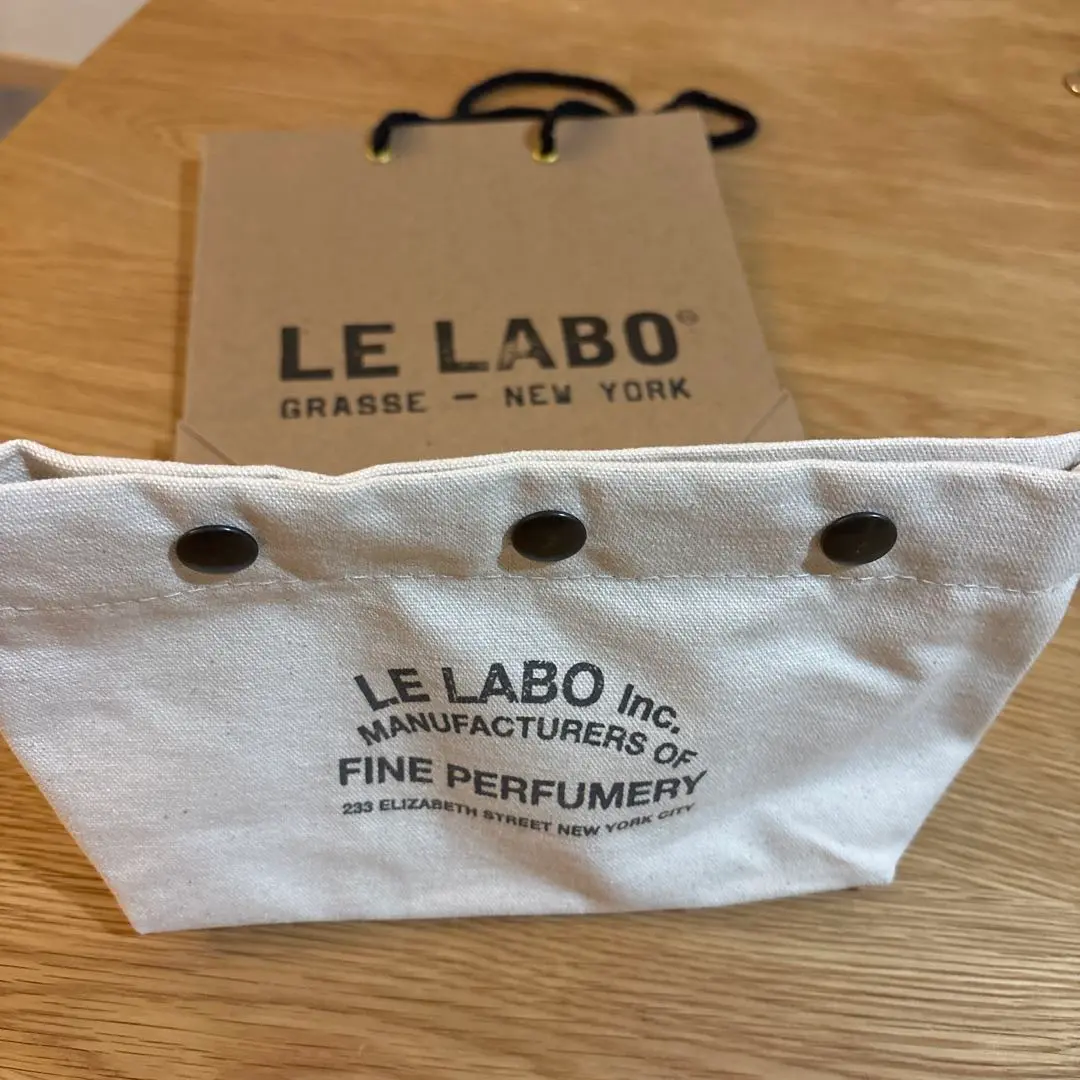 LE LABO®
GRASSE — NEW YORK
LE LABO Inc.
MANUFACTURERS OF
FINE PERFUMERY
233 ELIZABETH STREET NEW YORK CITY